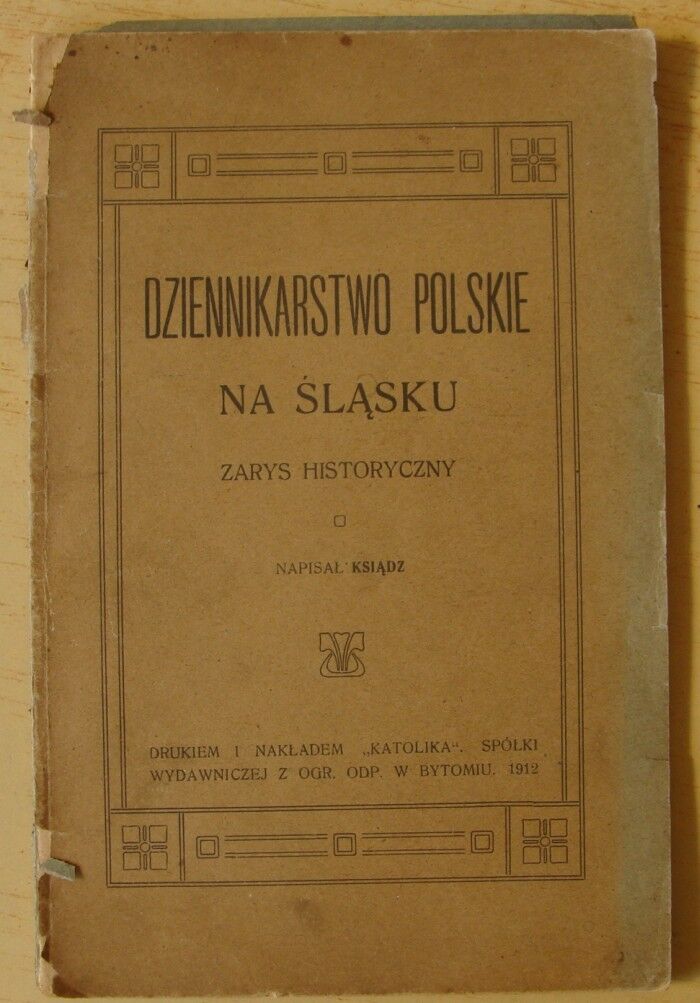 DZIENNIKARSTWO POLSKIE
NA ŚLĄSKU
ZARYS HISTORYCZNY
NAPISAŁ KSIĄDZ
DRUKIEM I NAKŁADEM „KATOLIKA“, SPÓŁKI
WYDAWNICZEJ Z OGR. ODP. W BYTOMIU. 1912